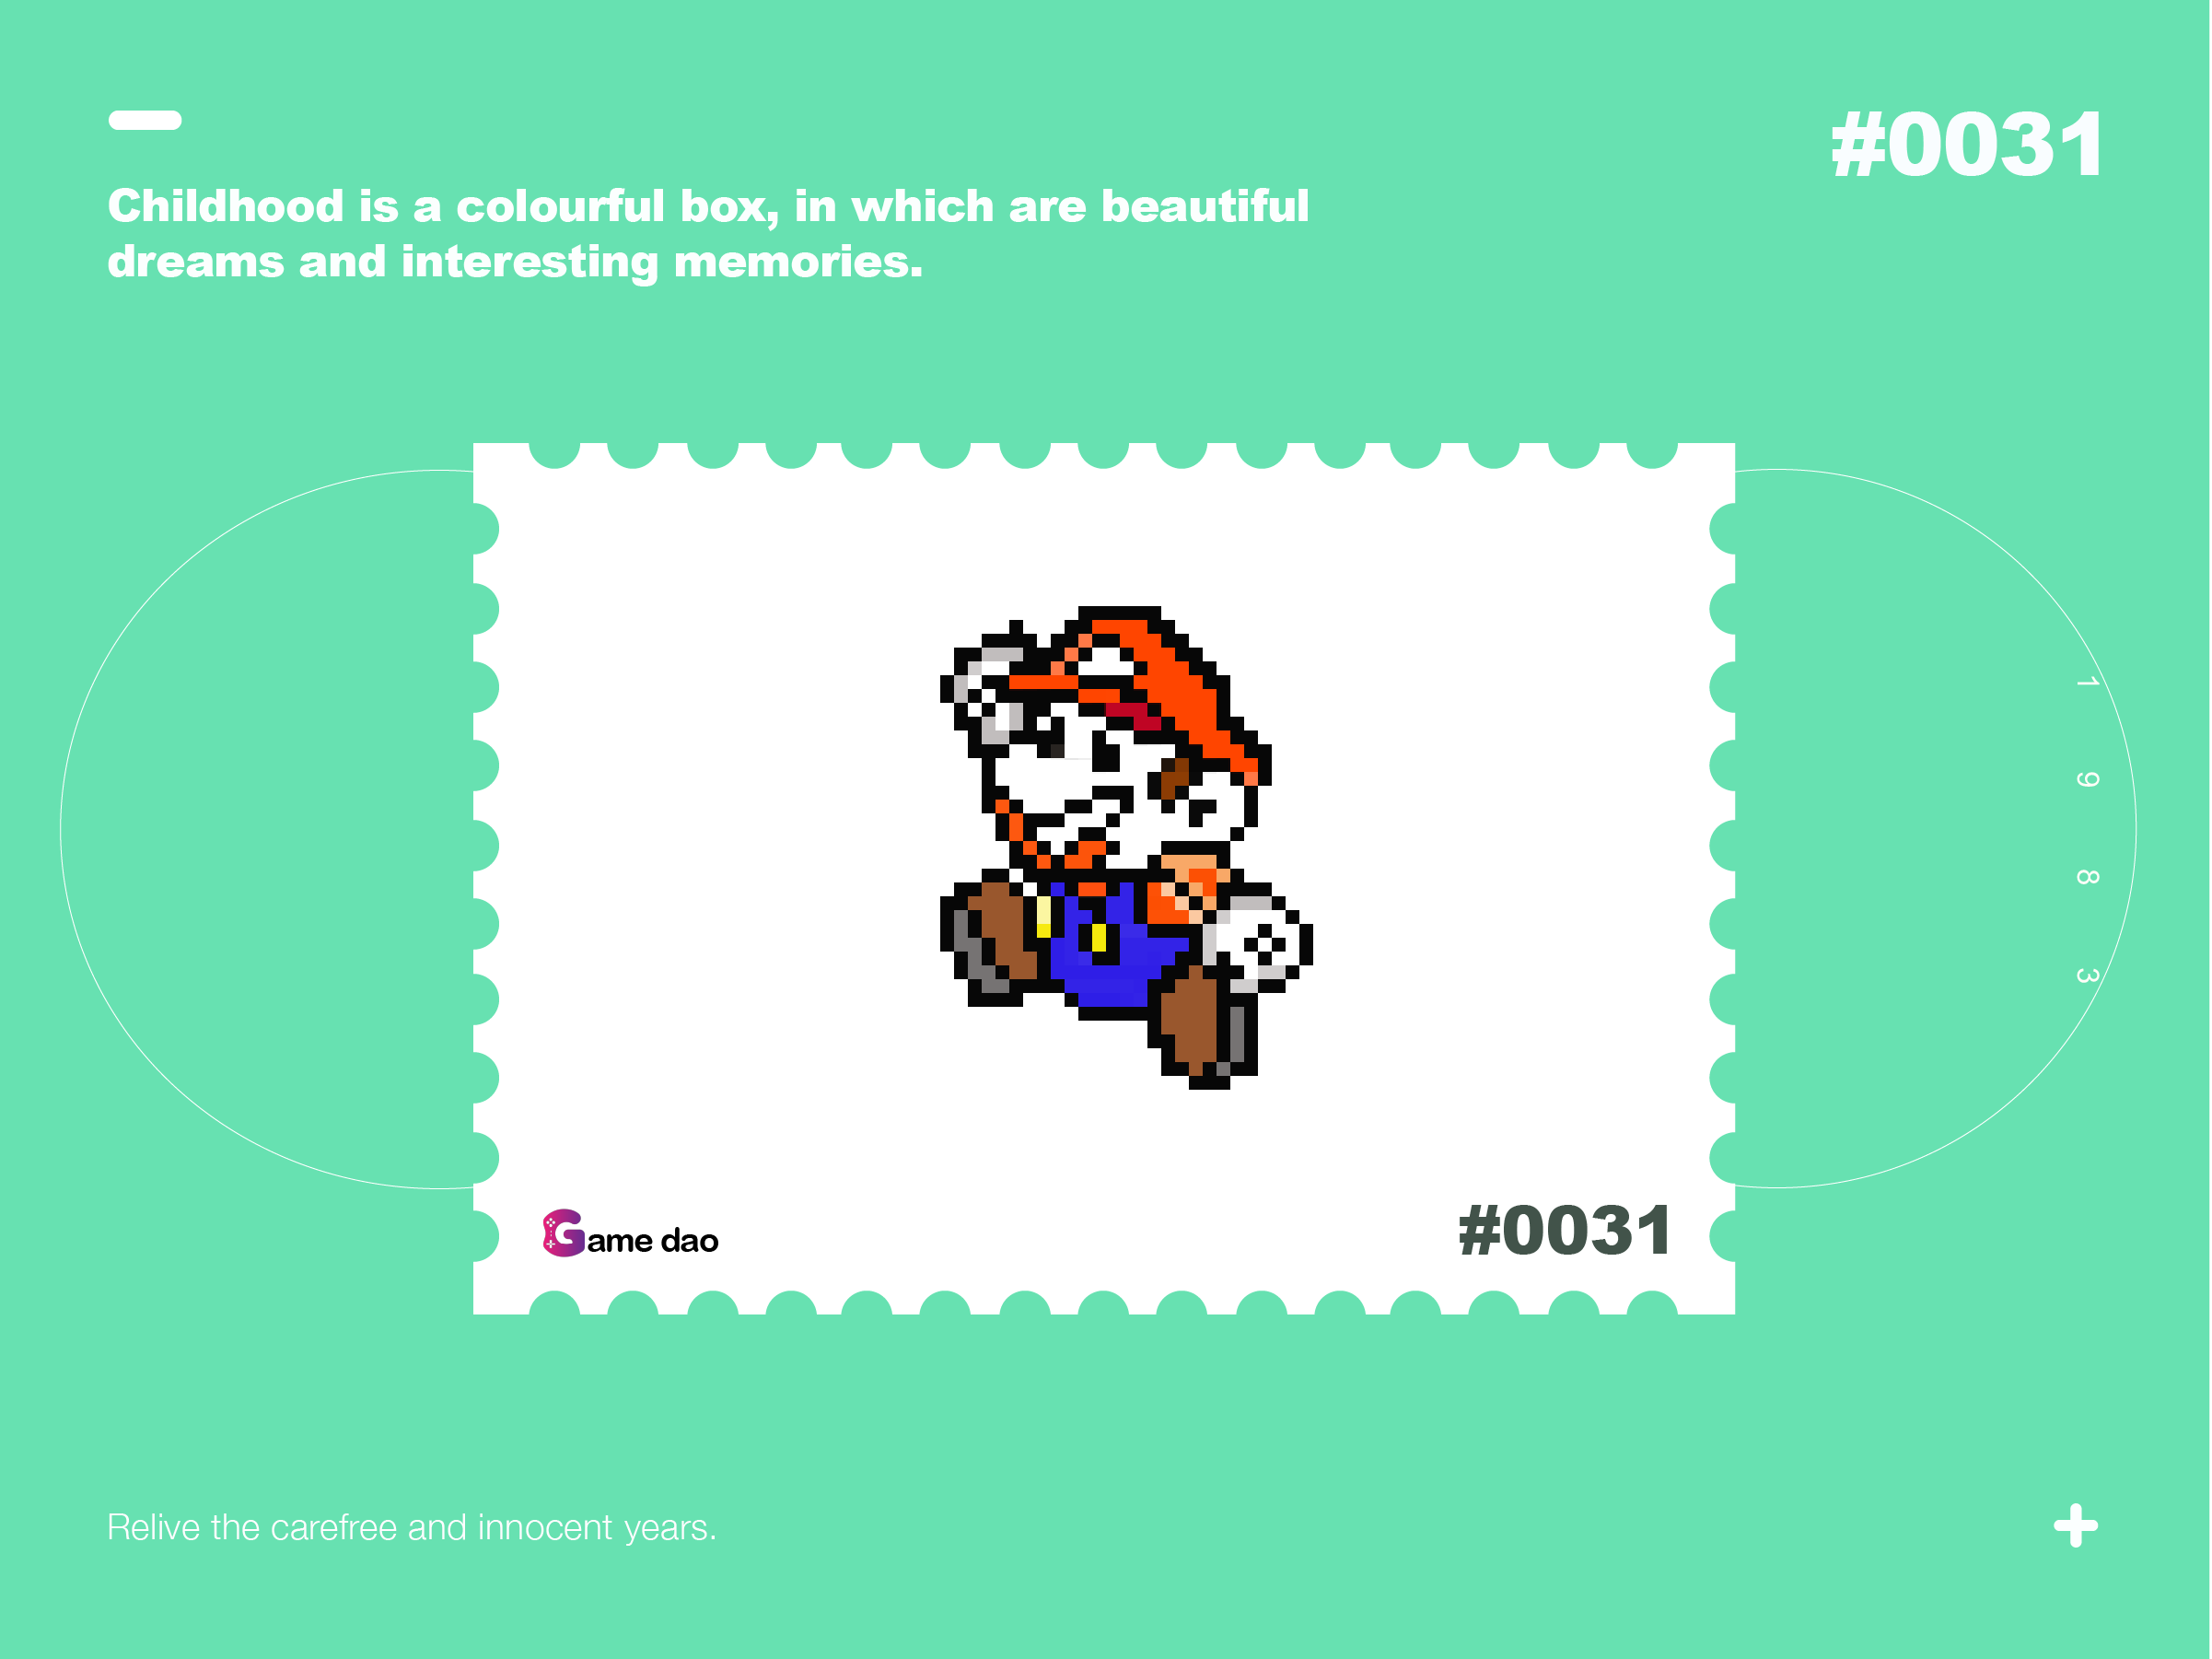 #0031
Childhood is a colourful box, in which are beautiful
dreams and interesting memories.
1 9 8 3
Game dao
#0031
Relive the carefree and innocent years.